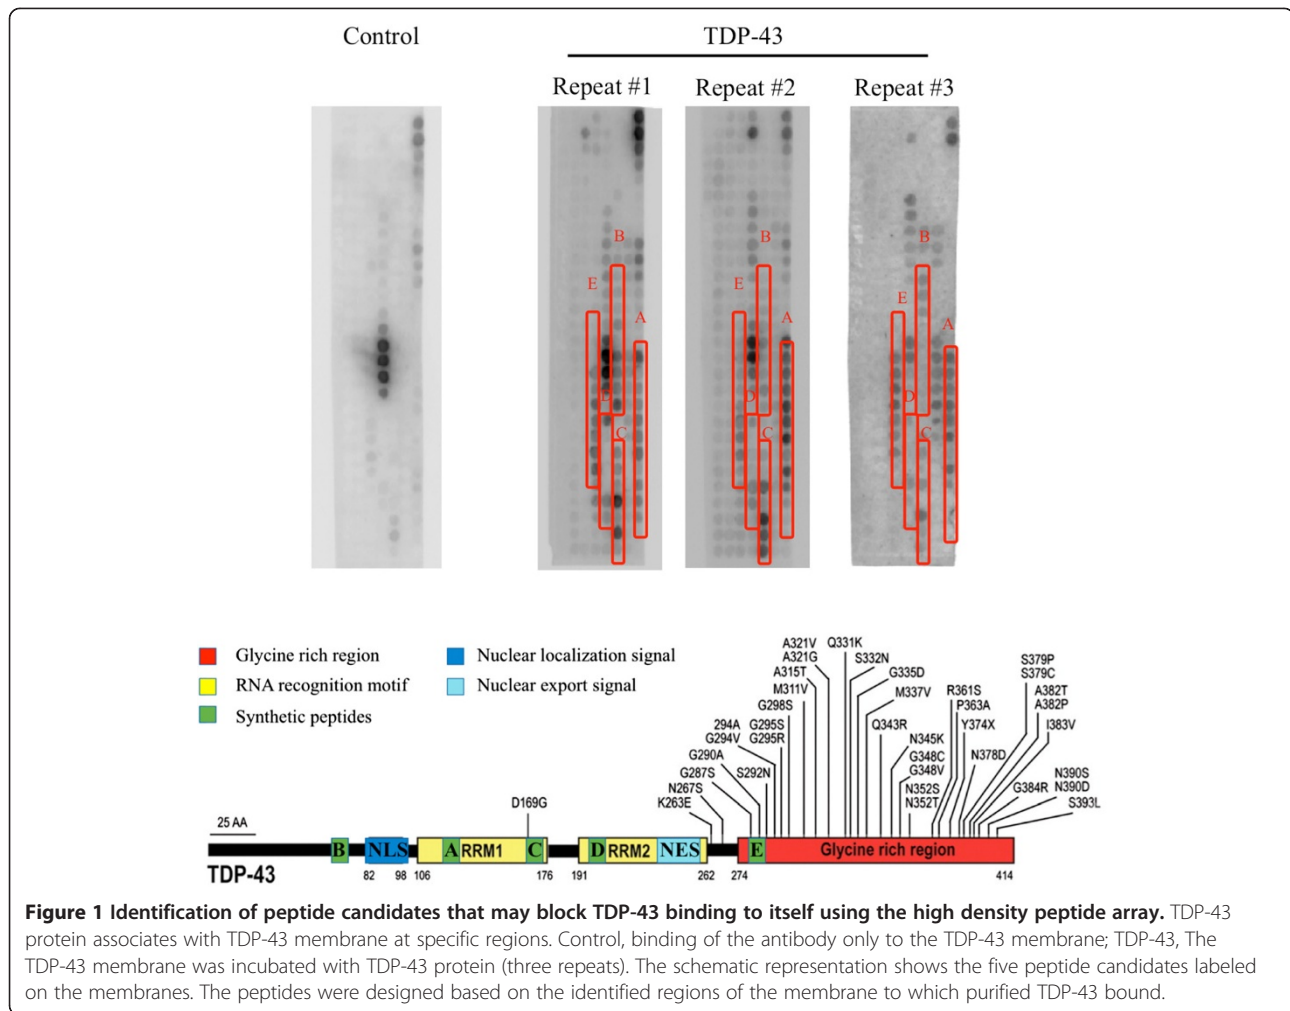 Control
TDP-43
Repeat #1
Repeat #2
Repeat #3
B
E
A
D
C
B
E
A
D
C
B
E
A
D
C
Glycine rich region
RNA recognition motif
Synthetic peptides
Nuclear localization signal
Nuclear export signal
A321V
A321G
A315T
M311V
G298S
294A
G294V
G295S
G295R
G290A
G287S
S292N
N267S
K263E
Q331K
S332N
G335D
M337V
Q343R
N345K
G348C
G348V
N352S
N352T
R361S
P363A
Y374X
N378D
S379P
S379C
A382T
A382P
I383V
G384R
N390S
N390D
S393L
D169G
25 AA
B
NLS
A
RRM1
C
D
RRM2
NES
E
Glycine rich region
TDP-43
82
98
106
176
191
262
274
414
Figure 1 Identification of peptide candidates that may block TDP-43 binding to itself using the high density peptide array. TDP-43
protein associates with TDP-43 membrane at specific regions. Control, binding of the antibody only to the TDP-43 membrane; TDP-43, The
TDP-43 membrane was incubated with TDP-43 protein (three repeats). The schematic representation shows the five peptide candidates labeled
on the membranes. The peptides were designed based on the identified regions of the membrane to which purified TDP-43 bound.